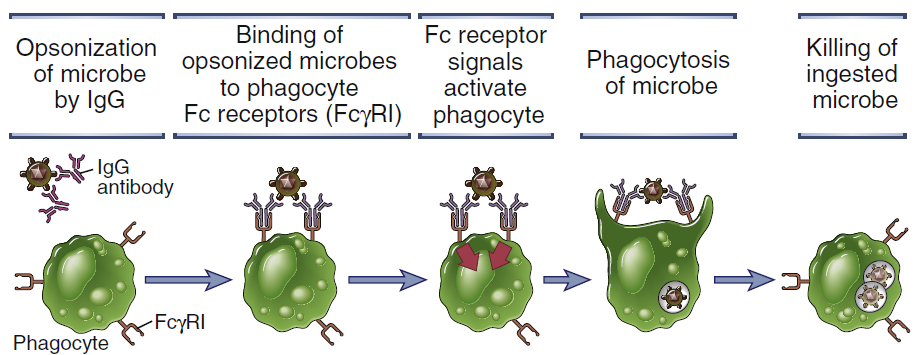 Opsonization
of microbe
by IgG
Binding of
opsonized microbes
to phagocyte
Fc receptors (FcγRI)
Fc receptor
signals
activate
phagocyte
Phagocytosis
of microbe
Killing of
ingested
microbe
IgG
antibody
FcγRI
Phagocyte